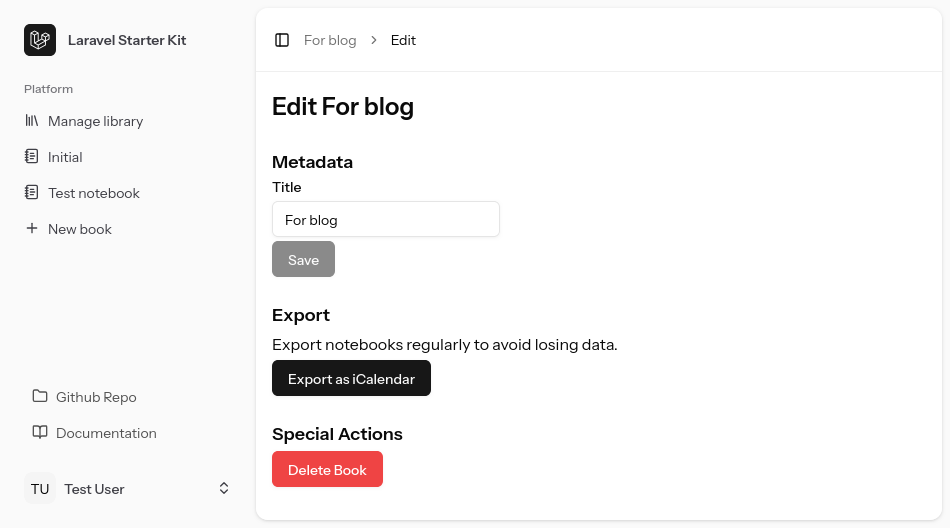 Laravel Starter Kit
Platform
Manage library
Initial
Test notebook
New book
Github Repo
Documentation
TU Test User
For blog > Edit
Edit For blog
Metadata
Title
For blog
Save
Export
Export notebooks regularly to avoid losing data.
Export as iCalendar
Special Actions
Delete Book